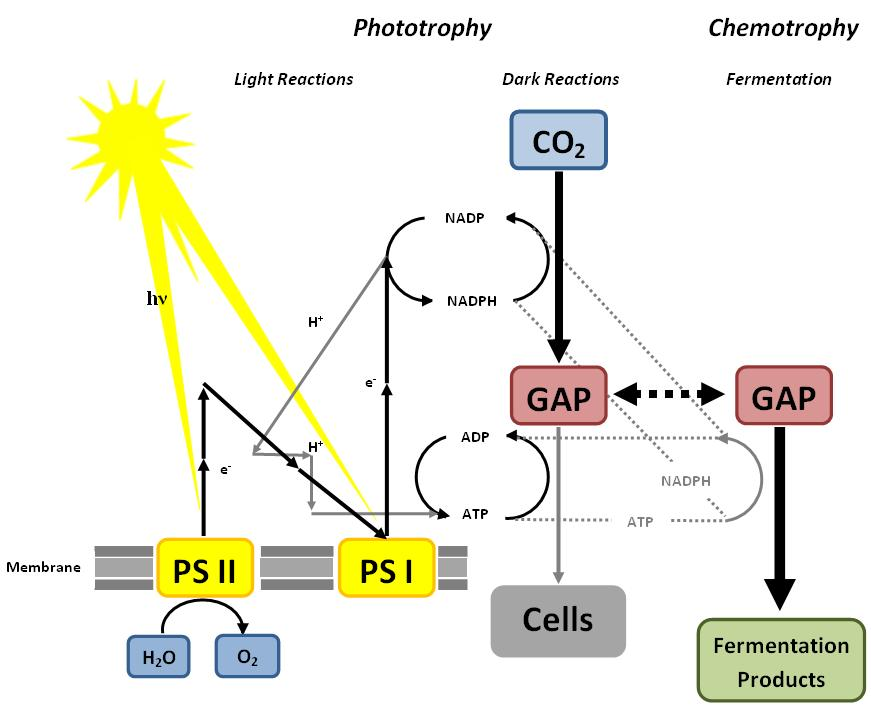 Phototrophy
Chemotrophy
Light Reactions
Dark Reactions
Fermentation
CO₂
NADP
hν
NADPH
H⁺
e⁻
GAP
GAP
ADP
H⁺
e⁻
NADPH
ATP
ATP
Membrane
PS II
PS I
Cells
H₂O
O₂
Fermentation
Products